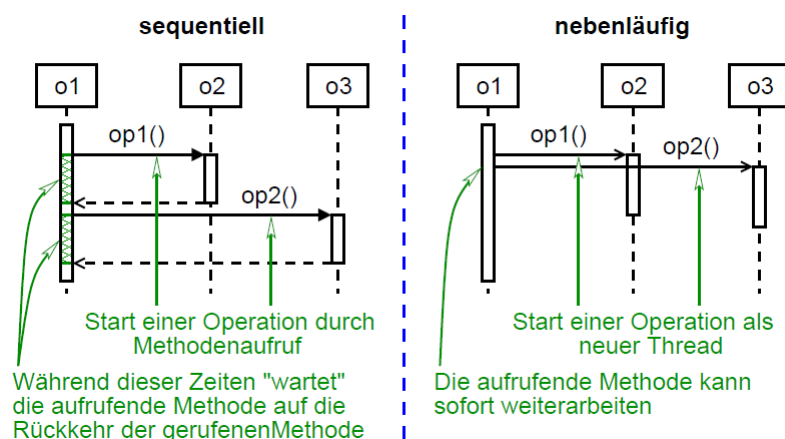 sequentiell
o1
o2
o3
op1()
op2()
Start einer Operation durch
Methodenaufruf
Während dieser Zeiten "wartet"
die aufrufende Methode auf die
Rückkehr der gerufenenMethode
nebenläufig
o1
o2
o3
op1()
op2()
Start einer Operation als
neuer Thread
Die aufrufende Methode kann
sofort weiterarbeiten